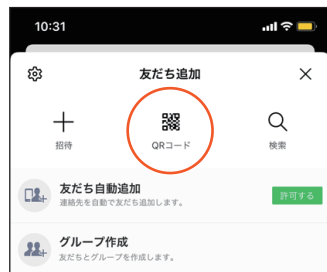 10:31
友だち追加
招待
QRコード
検索
友だち自動追加
連絡先を自動で友だち追加します。
許可する
グループ作成
友だちとグループを作成します。